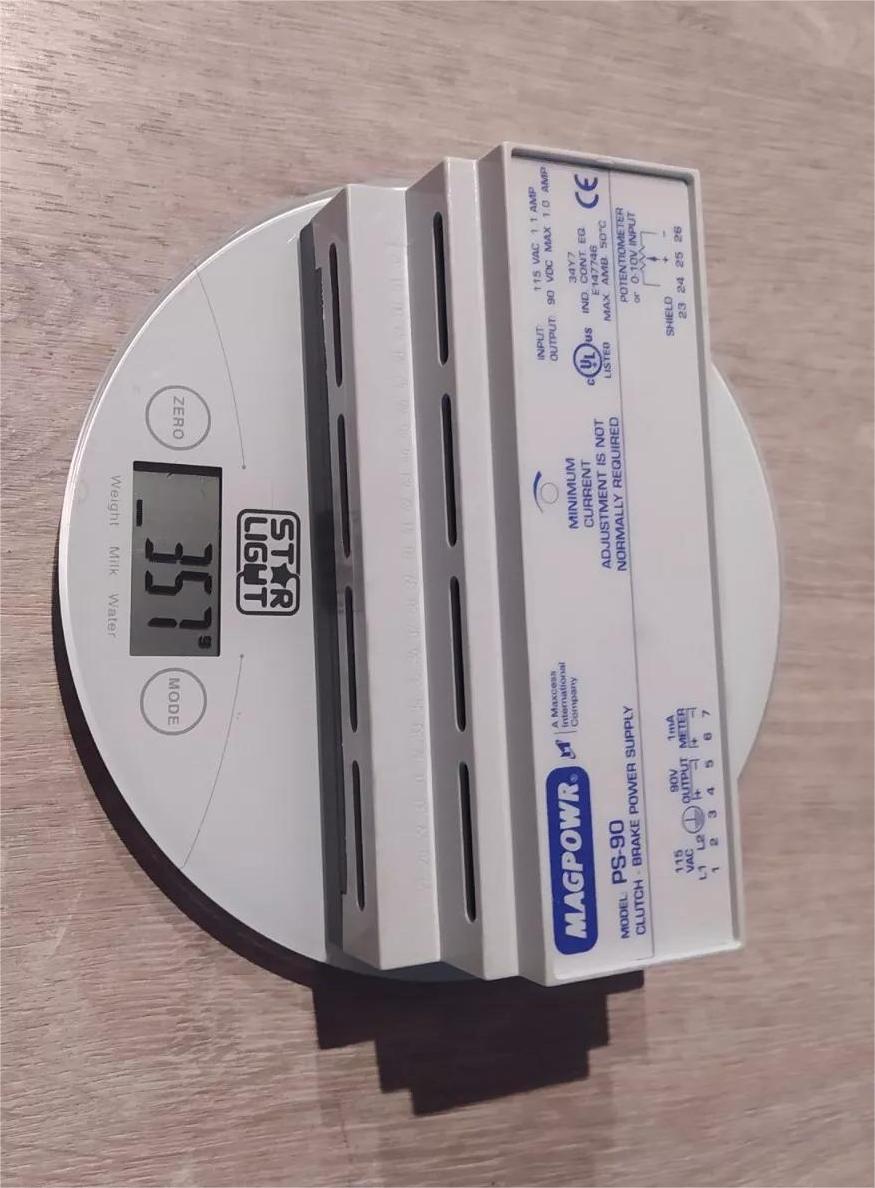 ZERO
Weight Milk Water
357 g
MODE
STAR
LIGHT
INPUT: 115 VAC 1.1 AMP
OUTPUT: 90 VDC MAX 1.0 AMP
c UL us
LISTED
34Y7
IND. CONT. EQ.
E147746
MAX. AMB. 50°C
CE
POTENTIOMETER
or 0-10V INPUT
+ -
SHIELD
23 24 25 26
MINIMUM
CURRENT
ADJUSTMENT IS NOT
NORMALLY REQUIRED
MAGPOWR®
A Maxcess
International
Company
MODEL: PS-90
CLUTCH - BRAKE POWER SUPPLY
115
VAC
L1 L2
90V
OUTPUT
+ -
1mA
METER
+ -
1 2 3 4 5 6 7